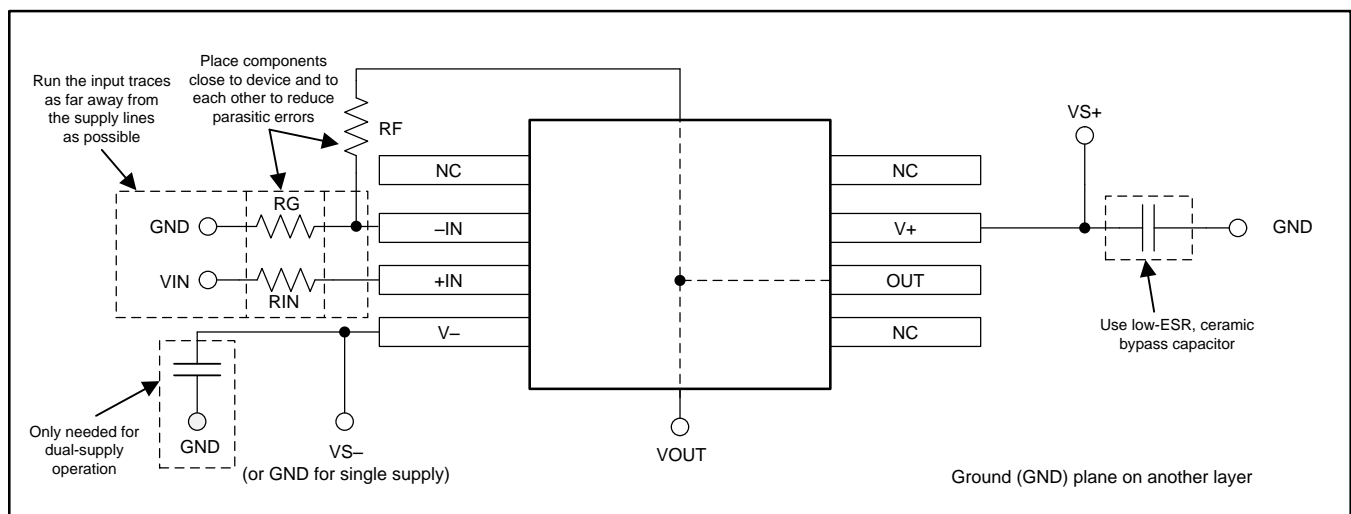 Run the input traces
as far away from
the supply lines
as possible
Place components
close to device and to
each other to reduce
parasitic errors
RF
VS+
NC
NC
RG
GND
–IN
V+
GND
VIN
+IN
OUT
RIN
V–
NC
Use low-ESR, ceramic
bypass capacitor
Only needed for
dual-supply
operation
GND
VS–
(or GND for single supply)
VOUT
Ground (GND) plane on another layer